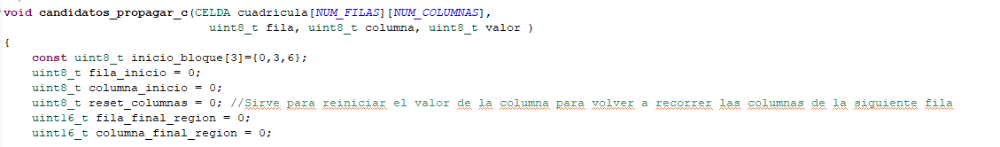 void candidatos_propagar_c(CELDA cuadricula[NUM_FILAS][NUM_COLUMNAS],
uint8_t fila, uint8_t columna, uint8_t valor )
{
const uint8_t inicio_bloque[3]={0,3,6};
uint8_t fila_inicio = 0;
uint8_t columna_inicio = 0;
uint8_t reset_columnas = 0; //Sirve para reiniciar el valor de la columna para volver a recorrer las columnas de la siguiente fila
uint16_t fila_final_region = 0;
uint16_t columna_final_region = 0;